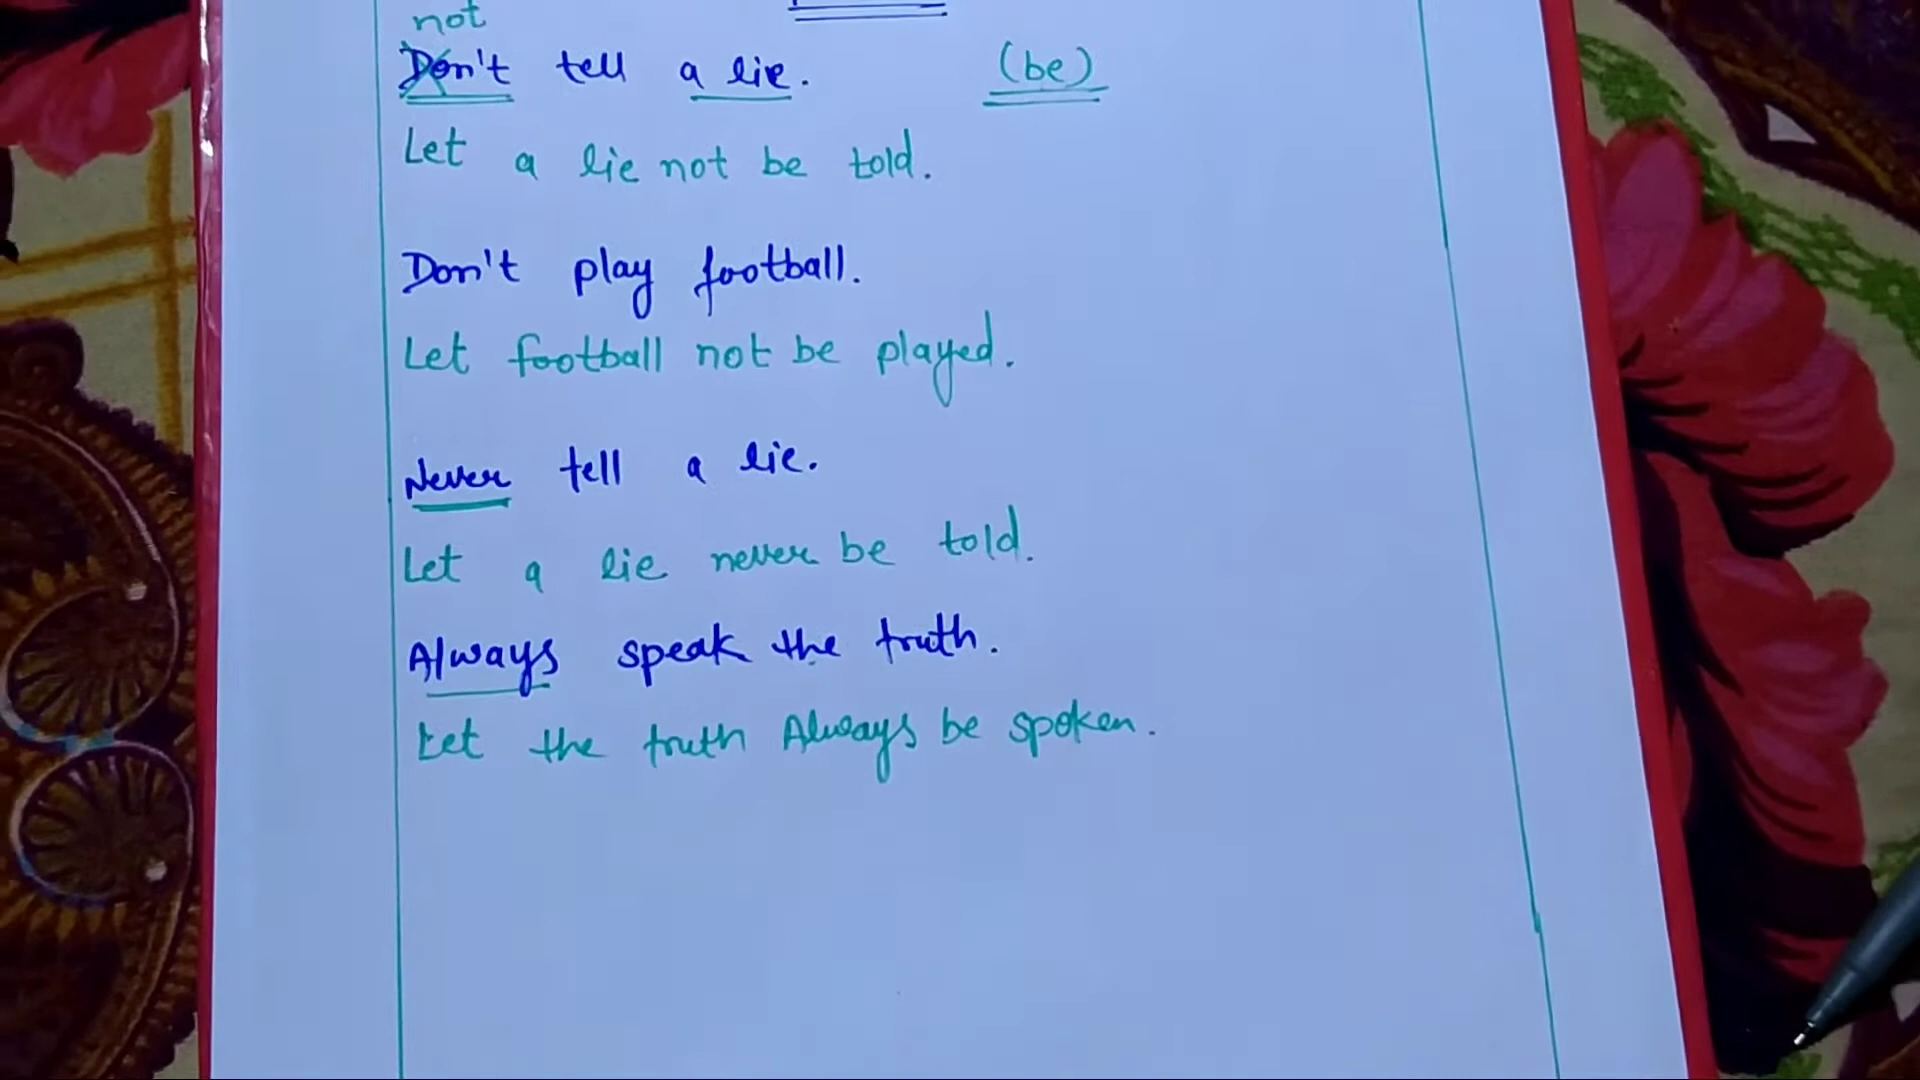 not
Don't tell a lie. (be)
Let a lie not be told.
Don't play football.
Let football not be played.
Never tell a lie.
Let a lie never be told.
Always speak the truth.
Let the truth Always be spoken.